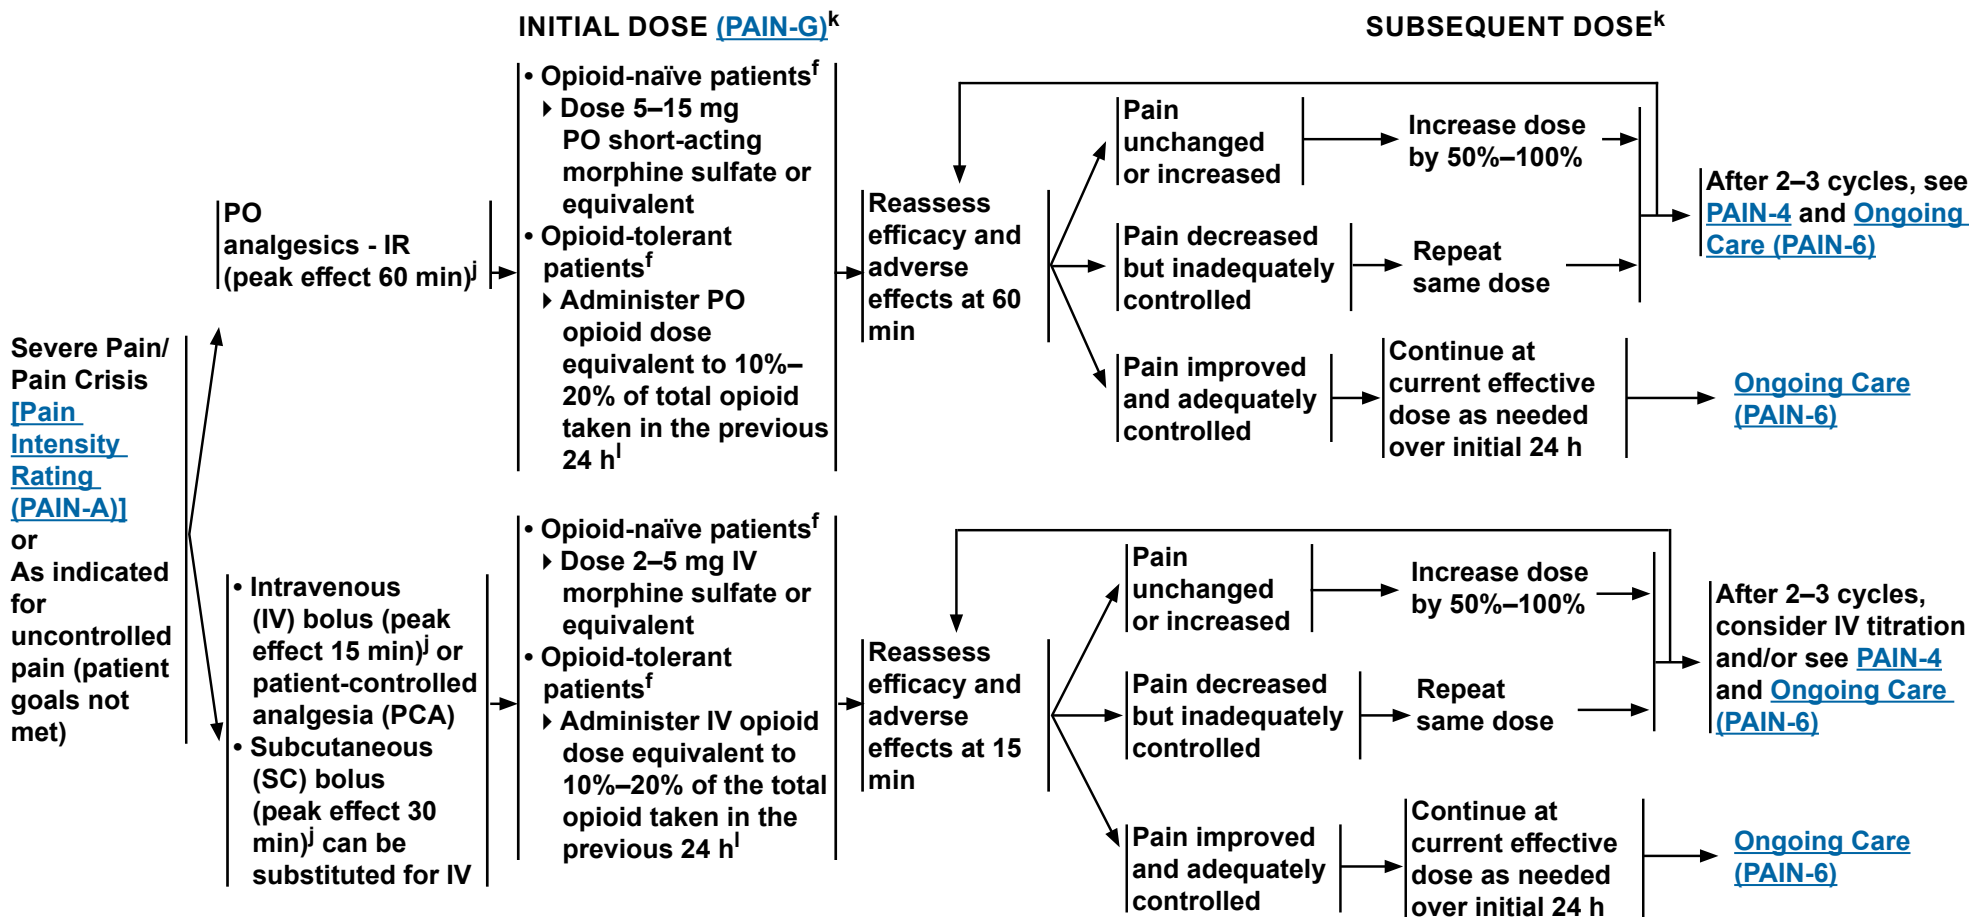 INITIAL DOSE (PAIN-G)k
SUBSEQUENT DOSEk
Severe Pain/
Pain Crisis
[Pain
Intensity
Rating
(PAIN-A)]
or
As indicated
for
uncontrolled
pain (patient
goals not
met)
PO
analgesics - IR
(peak effect 60 min)j
• Opioid-naïve patientsf
‣ Dose 5–15 mg
PO short-acting
morphine sulfate or
equivalent
• Opioid-tolerant
patientsf
‣ Administer PO
opioid dose
equivalent to 10%–
20% of total opioid
taken in the previous
24 hl
Reassess
efficacy and
adverse
effects at 60
min
Pain
unchanged
or increased
Increase dose
by 50%–100%
Pain decreased
but inadequately
controlled
Repeat
same dose
After 2–3 cycles, see
PAIN-4 and Ongoing
Care (PAIN-6)
Pain improved
and adequately
controlled
Continue at
current effective
dose as needed
over initial 24 h
Ongoing Care
(PAIN-6)
• Intravenous
(IV) bolus (peak
effect 15 min)j or
patient-controlled
analgesia (PCA)
• Subcutaneous
(SC) bolus
(peak effect 30
min)j can be
substituted for IV
• Opioid-naïve patientsf
‣ Dose 2–5 mg IV
morphine sulfate or
equivalent
• Opioid-tolerant
patientsf
‣ Administer IV opioid
dose equivalent to
10%–20% of the total
opioid taken in the
previous 24 hl
Reassess
efficacy and
adverse
effects at 15
min
Pain
unchanged
or increased
Increase dose
by 50%–100%
Pain decreased
but inadequately
controlled
Repeat
same dose
After 2–3 cycles,
consider IV titration
and/or see PAIN-4
and Ongoing Care
(PAIN-6)
Pain improved
and adequately
controlled
Continue at
current effective
dose as needed
over initial 24 h
Ongoing Care
(PAIN-6)